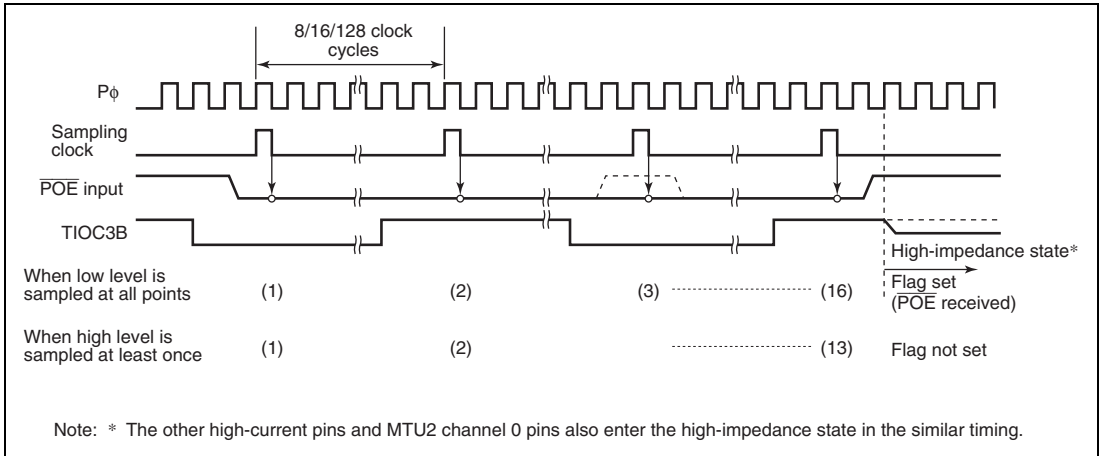 8/16/128 clock
cycles
Pφ
Sampling
clock
POE input
TIOC3B
High-impedance state*
When low level is
sampled at all points
(1)
(2)
(3)
(16)
Flag set
(POE received)
When high level is
sampled at least once
(1)
(2)
(13)
Flag not set
Note: * The other high-current pins and MTU2 channel 0 pins also enter the high-impedance state in the similar timing.